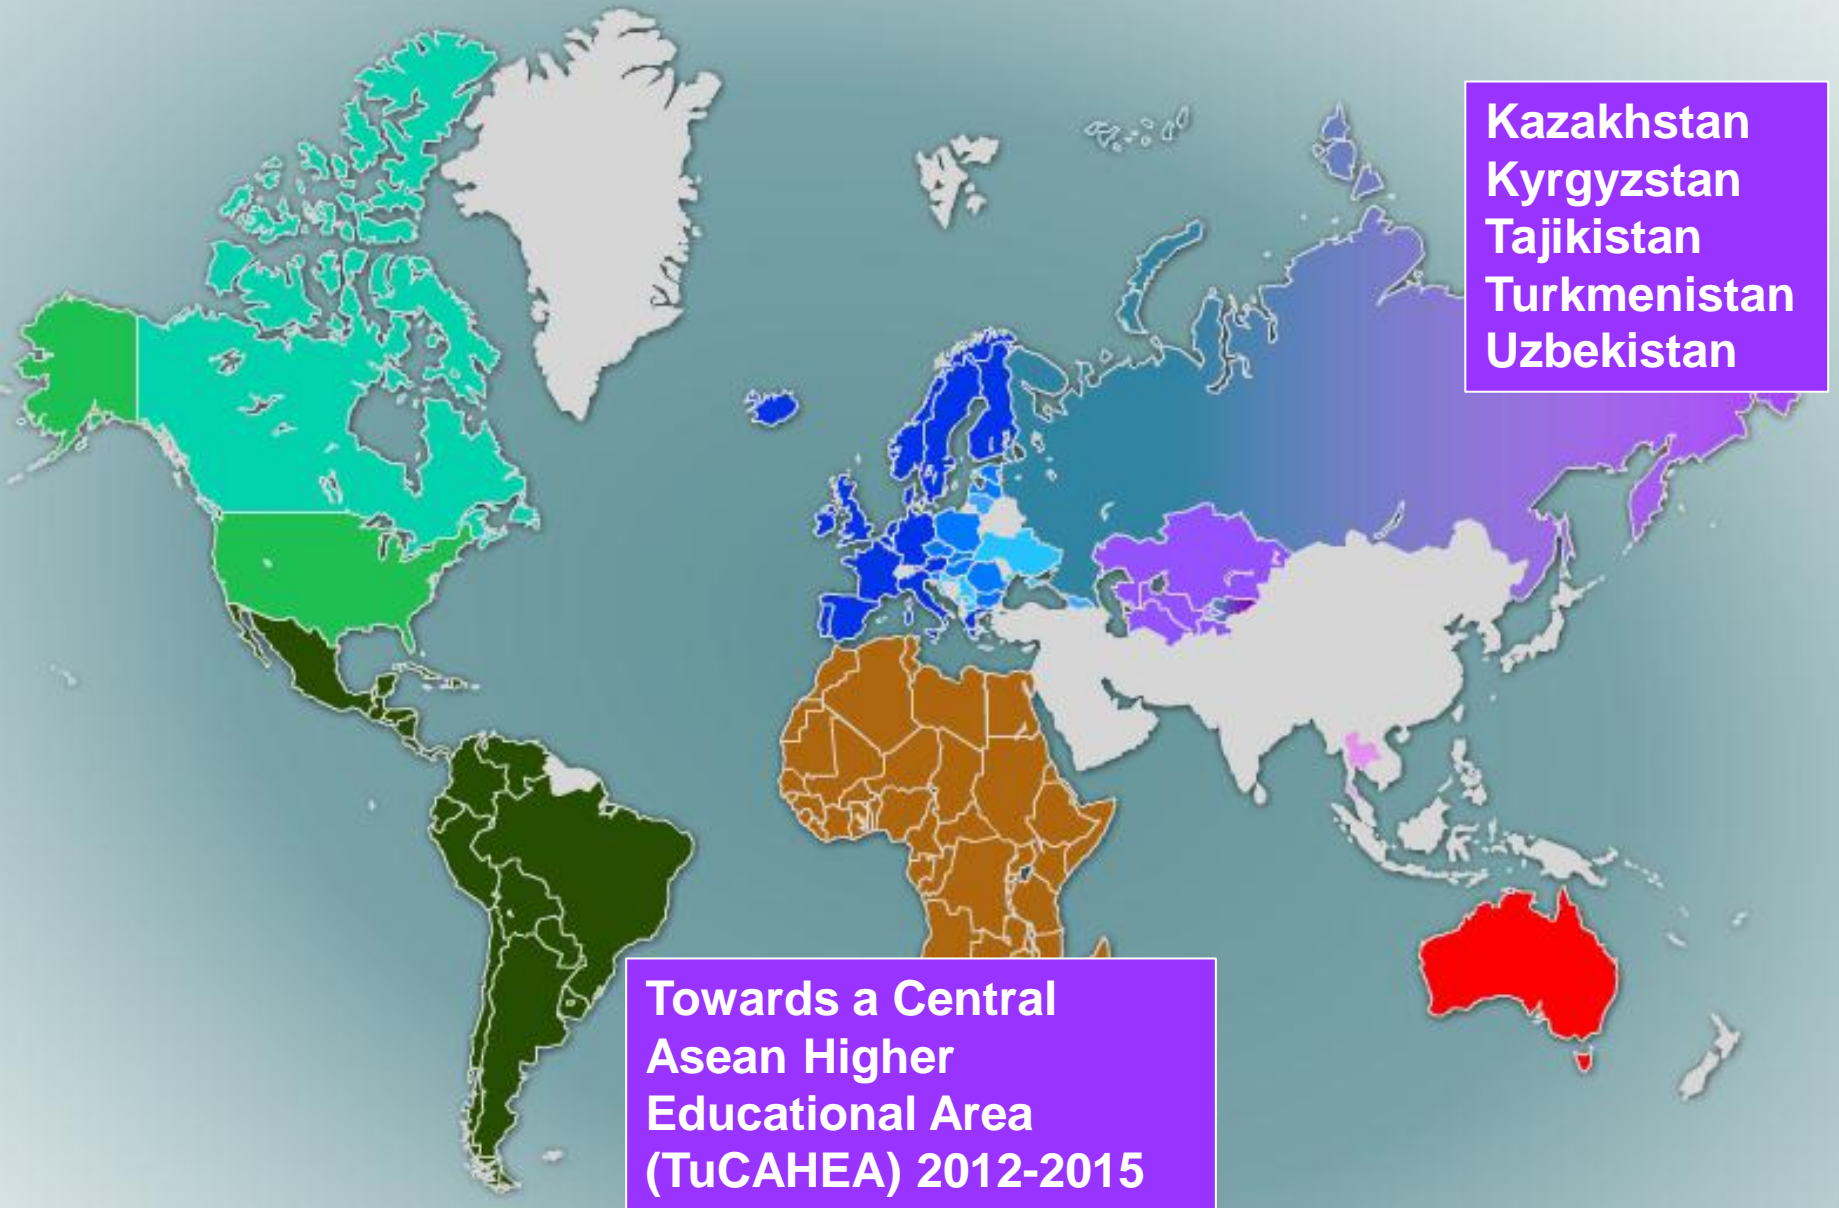 Kazakhstan
Kyrgyzstan
Tajikistan
Turkmenistan
Uzbekistan
Towards a Central
Asean Higher
Educational Area
(TuCAHEA) 2012-2015